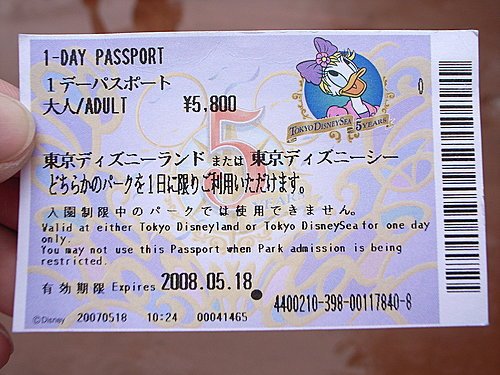 1-DAY PASSPORT
1デーパスポート
大人/ADULT ¥5,800
TOKYO DISNEYSEA
5 YEARS
0
5
東京ディズニーランド または 東京ディズニーシー
どちらかのパークを1日に限りご利用いただけます。
入園制限中のパークでは使用できません。
Valid at either Tokyo Disneyland or Tokyo DisneySea for one day
only.
You may not use this Passport when Park admission is being
restricted.
有効期限 Expires 2008.05.18
4400210-398-00117840-8
©Disney 20070518 10:24 00041465